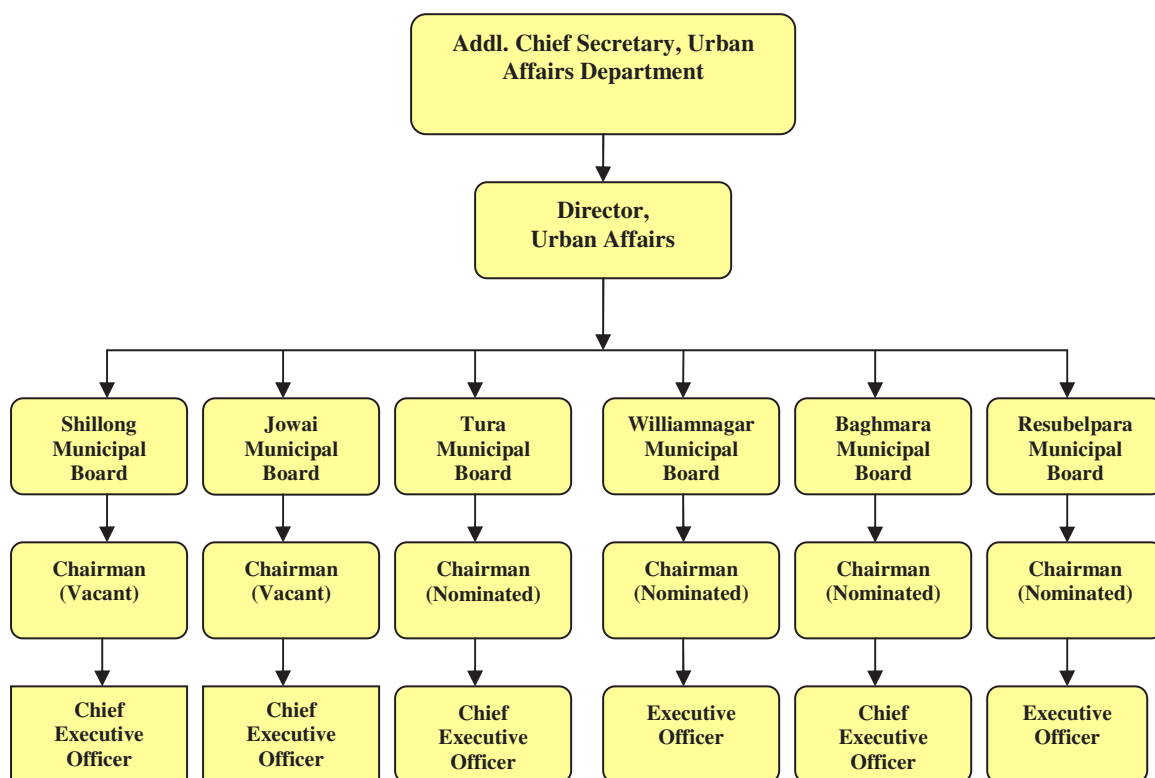 Addl. Chief Secretary, Urban
Affairs Department
Director,
Urban Affairs
Shillong
Municipal
Board
Jowai
Municipal
Board
Tura
Municipal
Board
Williamnagar
Municipal
Board
Baghmara
Municipal
Board
Resubelpara
Municipal
Board
Chairman
(Vacant)
Chairman
(Vacant)
Chairman
(Nominated)
Chairman
(Nominated)
Chairman
(Nominated)
Chairman
(Nominated)
Chief
Executive
Officer
Chief
Executive
Officer
Chief
Executive
Officer
Executive
Officer
Chief
Executive
Officer
Executive
Officer